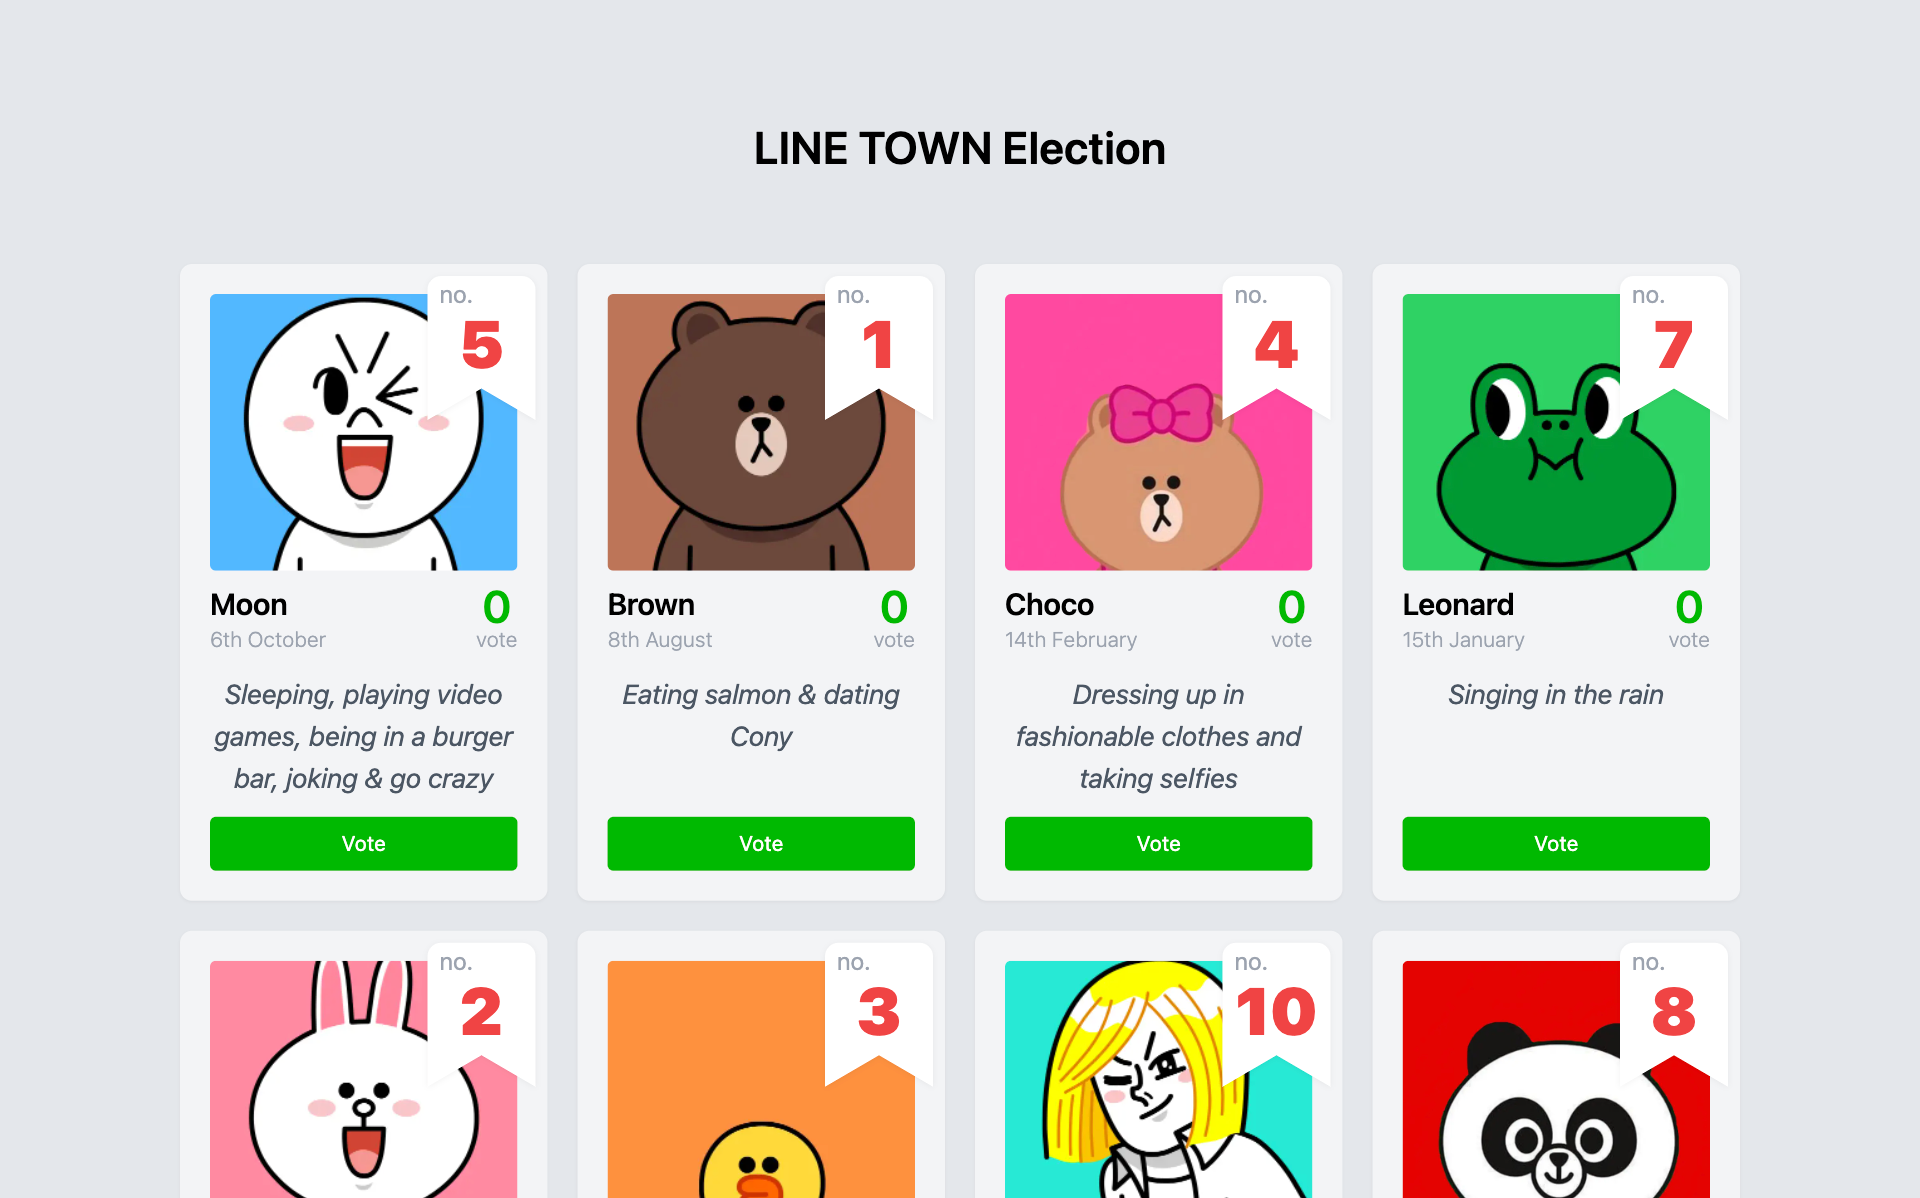 LINE TOWN Election
no.
5
Moon
6th October
0
vote
Sleeping, playing video
games, being in a burger
bar, joking & go crazy
Vote
no.
1
Brown
8th August
0
vote
Eating salmon & dating
Cony
Vote
no.
4
Choco
14th February
0
vote
Dressing up in
fashionable clothes and
taking selfies
Vote
no.
7
Leonard
15th January
0
vote
Singing in the rain
Vote
no.
2
no.
3
no.
10
no.
8